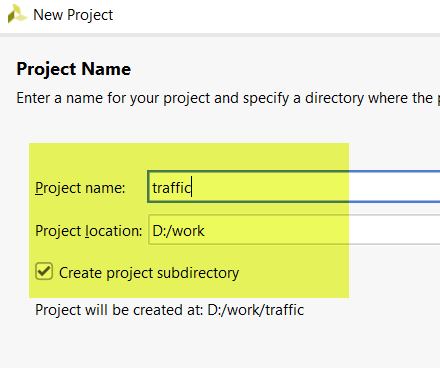 New Project
Project Name
Enter a name for your project and specify a directory where the
Project name: traffic
Project location: D:/work
Create project subdirectory
Project will be created at: D:/work/traffic